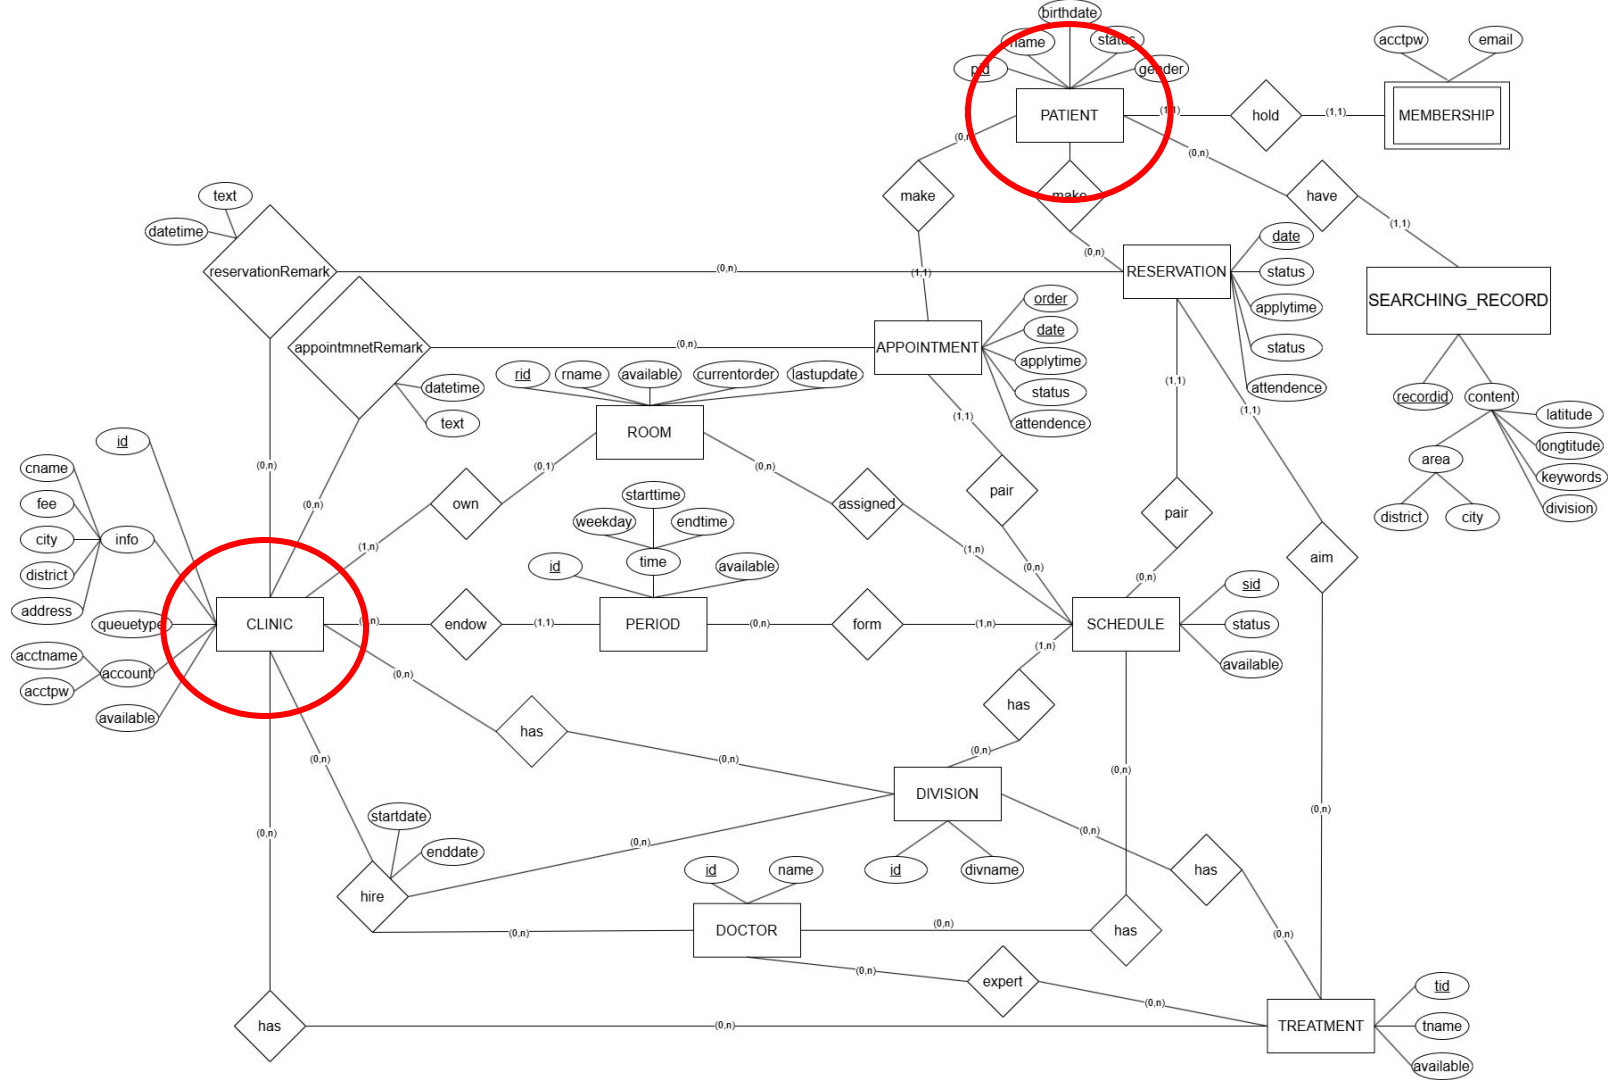 birthdate
name
status
pid
gender
PATIENT
(1,1)
hold
(1,1)
acctpw
email
MEMBERSHIP
(0,n)
make
make
(0,n)
have
(1,1)
SEARCHING_RECORD
recordid
content
latitude
longtitude
keywords
division
area
district
city
text
datetime
reservationRemark
(0,n)
(0,n)
RESERVATION
date
status
applytime
status
attendence
(1,1)
appointmnetRemark
(0,n)
APPOINTMENT
order
date
applytime
status
attendence
datetime
text
rid
rname
available
currentorder
lastupdate
ROOM
(0,n)
(0,1)
own
(1,n)
(0,n)
assigned
(1,n)
(1,1)
pair
(0,n)
(1,1)
pair
(0,n)
(1,1)
aim
(0,n)
id
cname
fee
city
district
address
info
queuetype
acctname
acctpw
account
available
CLINIC
(0,n)
endow
(1,1)
starttime
weekday
endtime
time
id
available
PERIOD
(0,n)
form
(1,n)
SCHEDULE
sid
status
available
(1,n)
has
(0,n)
(0,n)
has
(0,n)
DIVISION
id
divname
(0,n)
has
(0,n)
(0,n)
startdate
enddate
hire
(0,n)
(0,n)
id
name
DOCTOR
(0,n)
has
(0,n)
(0,n)
expert
(0,n)
(0,n)
has
(0,n)
TREATMENT
tid
tname
available